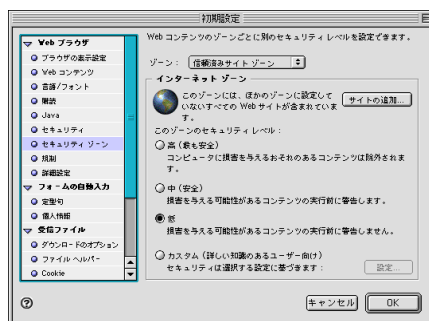 初期設定
Web ブラウザ
ブラウザの表示設定
Web コンテンツ
言語/フォント
購読
Java
セキュリティ
セキュリティ ゾーン
規制
詳細設定
フォームの自動入力
定型句
個人情報
受信ファイル
ダウンロードのオプション
ファイル ヘルパー
Cookie
Web コンテンツのゾーンごとに別のセキュリティ レベルを設定できます。
ゾーン: 信頼済みサイト ゾーン
インターネット ゾーン
このゾーンには、ほかのゾーンに設定して
いないすべての Web サイトが含まれていま
す。
サイトの追加...
このゾーンのセキュリティ レベル:
高 (最も安全)
コンピュータに損害を与えるおそれのあるコンテンツは除外されま
す。
中 (安全)
損害を与える可能性があるコンテンツの実行前に警告します。
低
損害を与える可能性があるコンテンツの実行前に警告しません。
カスタム (詳しい知識のあるユーザー向け)
セキュリティは選択する設定に基づきます:
設定...
キャンセル
OK